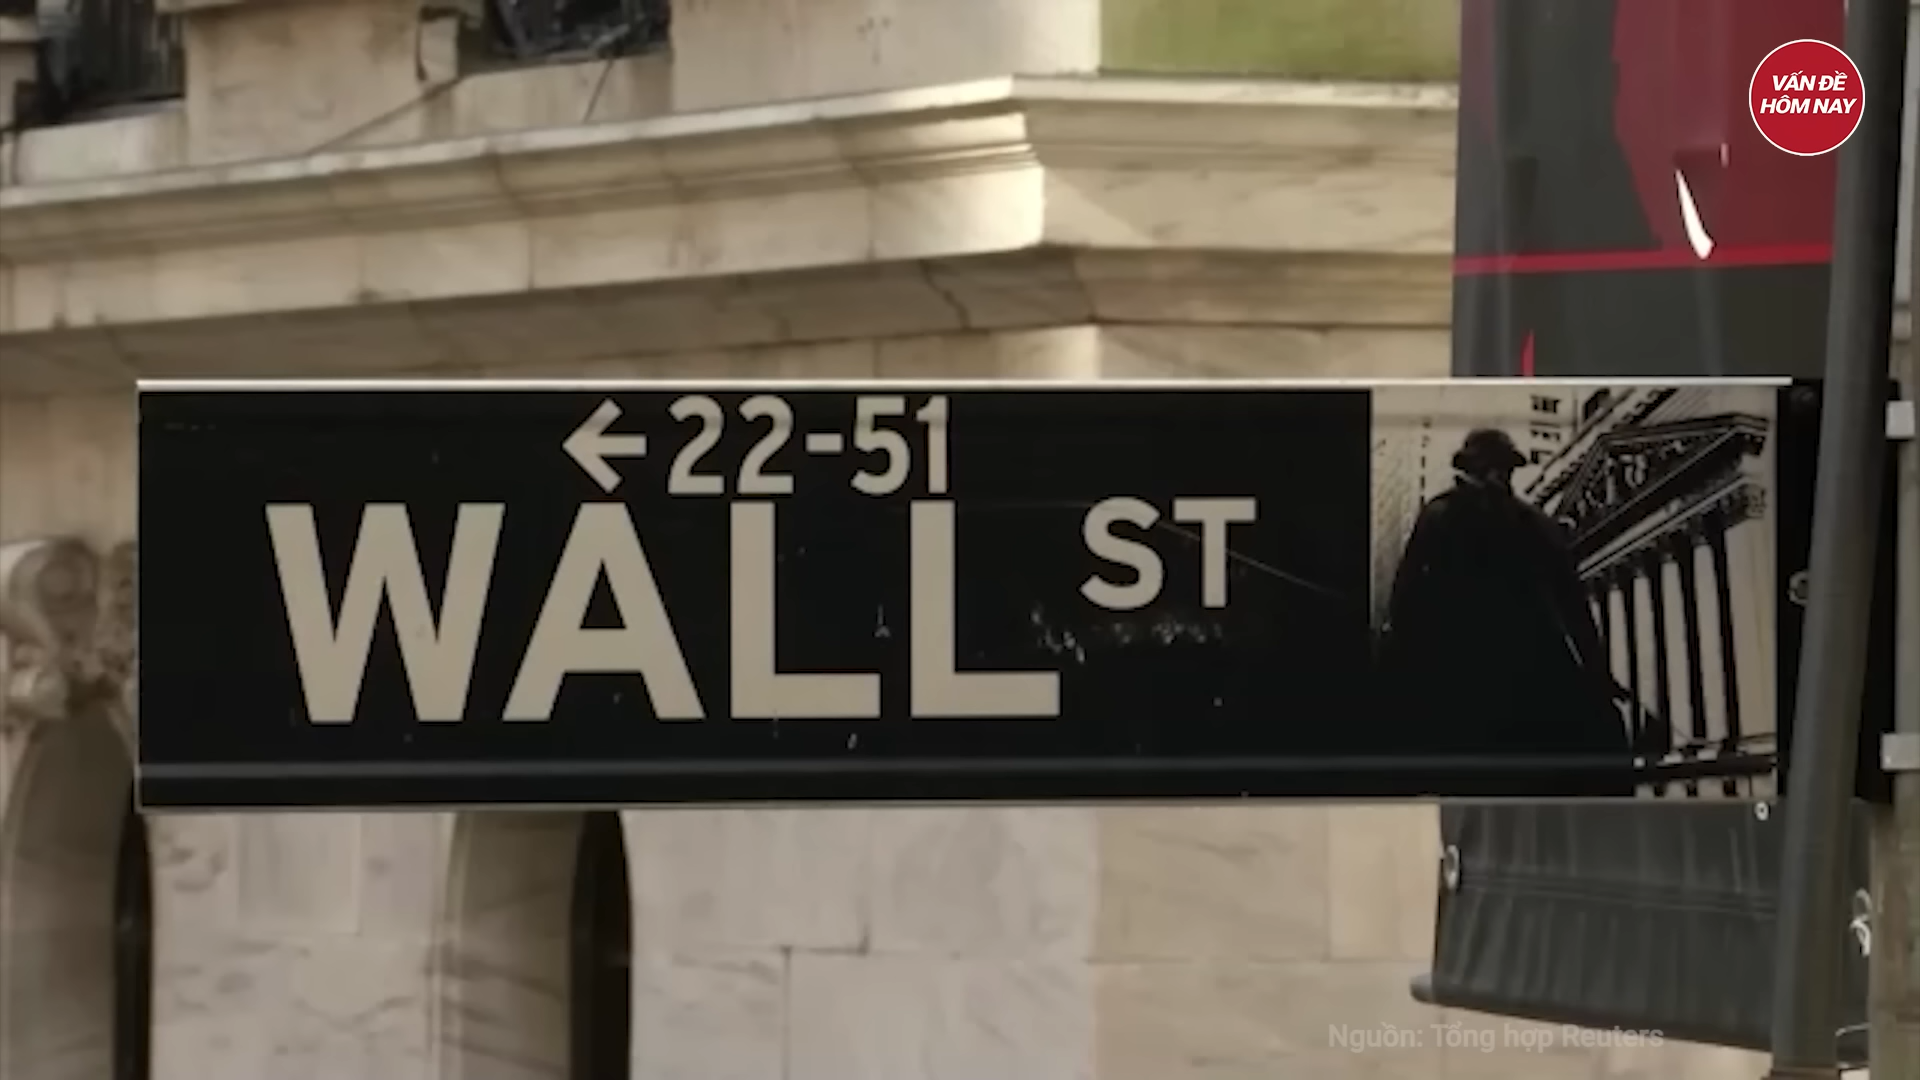 VẤN ĐỀ
HÔM NAY
←22-51
WALL ST
Nguồn: Tổng hợp Reuters